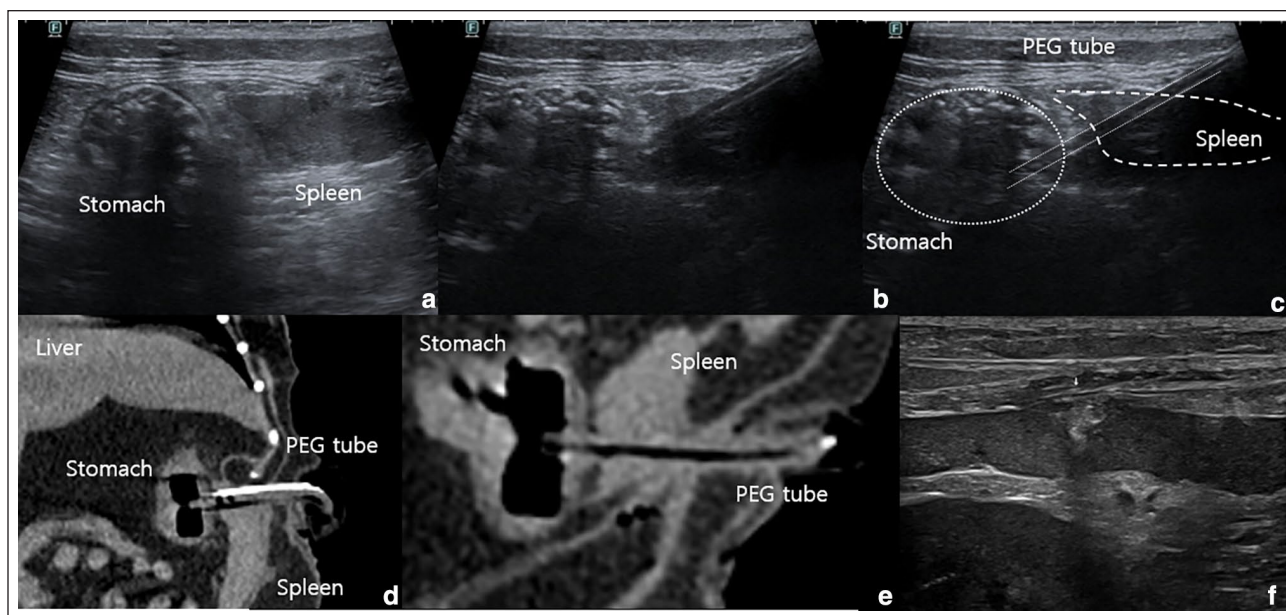 F
Stomach
Spleen
a
F
b
F
PEG tube
Spleen
Stomach
c
Liver
PEG tube
Stomach
Spleen
d
Stomach
Spleen
PEG tube
e
f